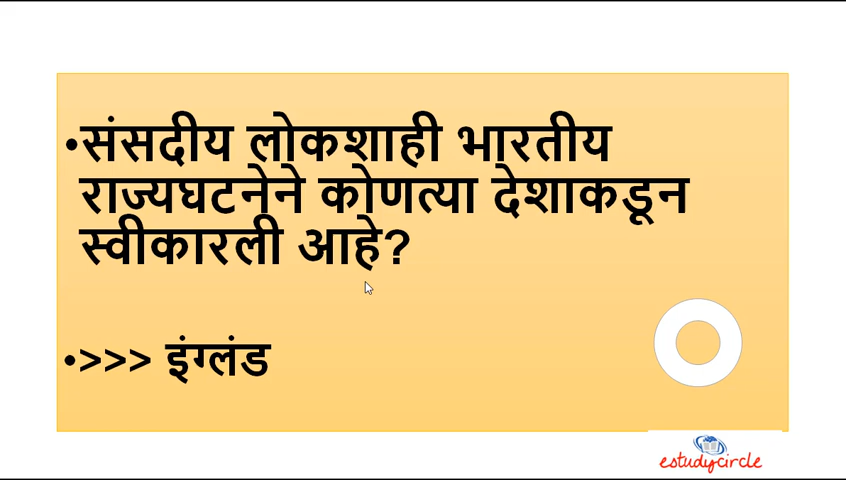 •संसदीय लोकशाही भारतीय
राज्यघटनेने कोणत्या देशाकडून
स्वीकारली आहे?
•>>> इंग्लंड
estudycircle